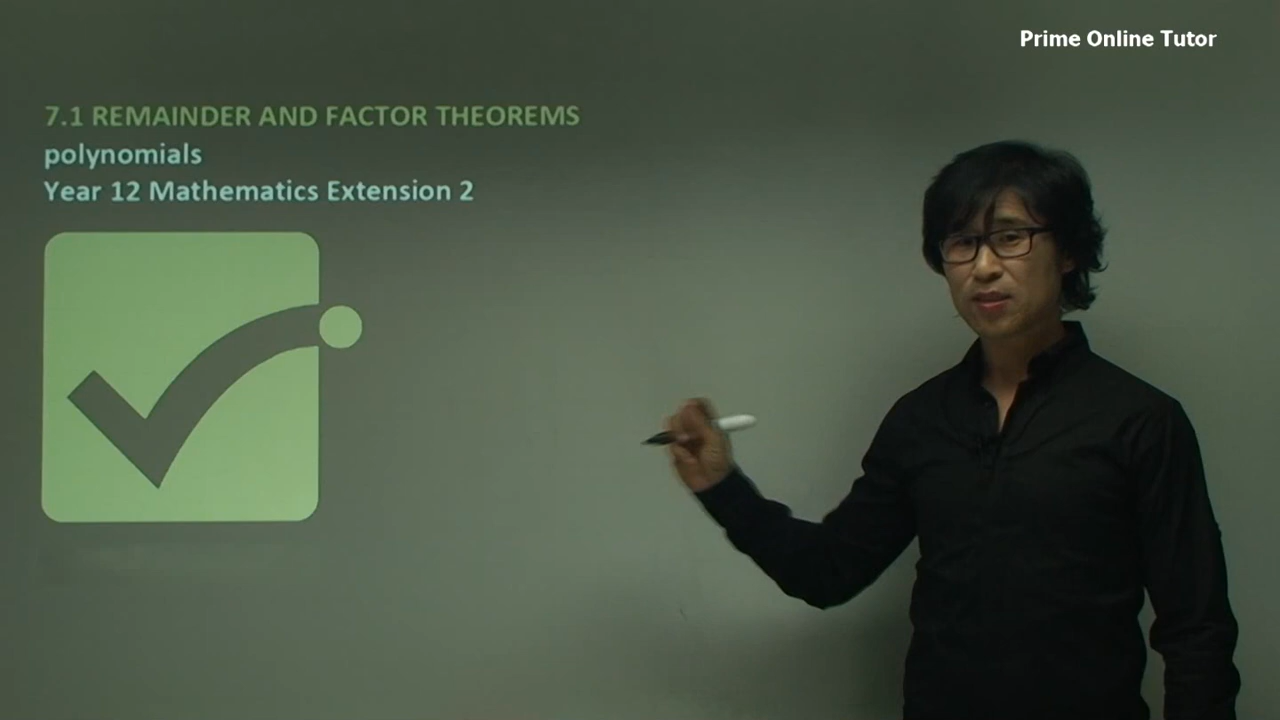 Prime Online Tutor
7.1 REMAINDER AND FACTOR THEOREMS
polynomials
Year 12 Mathematics Extension 2